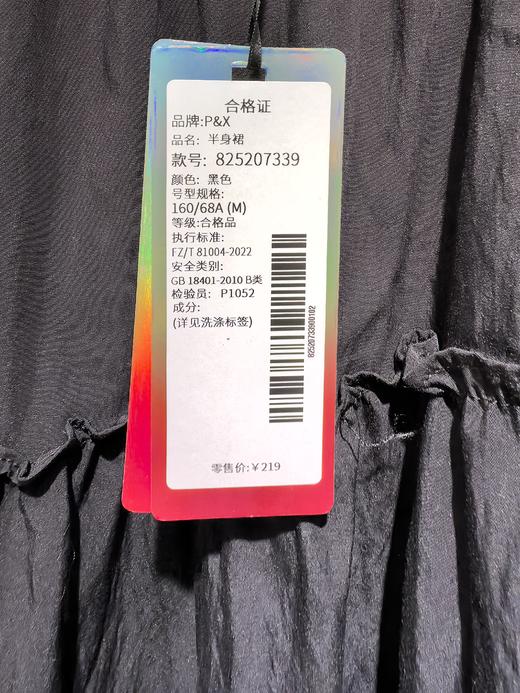 合格证
品牌:P&X
品名: 半身裙
款号: 825207339
颜色: 黑色
号型规格:
160/68A (M)
等级:合格品
执行标准:
FZ/T 81004-2022
安全类别:
GB 18401-2010 B类
检验员: P1052
成分:
(详见洗涤标签)
82520733900102
零售价:￥219